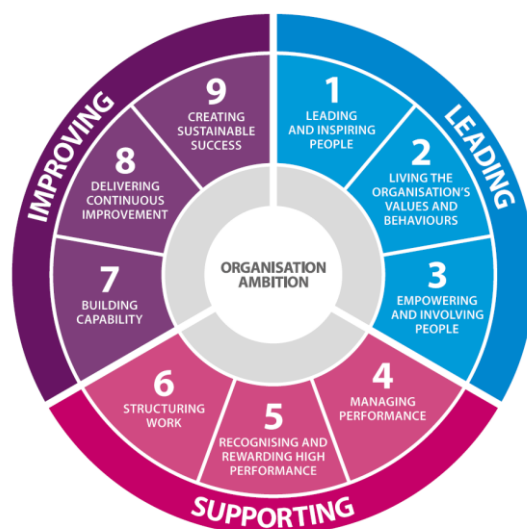 IMPROVING
LEADING
SUPPORTING
1
LEADING
AND INSPIRING
PEOPLE
2
LIVING THE
ORGANISATION'S
VALUES AND
BEHAVIOURS
3
EMPOWERING
AND INVOLVING
PEOPLE
4
MANAGING
PERFORMANCE
5
RECOGNISING AND
REWARDING HIGH
PERFORMANCE
6
STRUCTURING
WORK
7
BUILDING
CAPABILITY
8
DELIVERING
CONTINUOUS
IMPROVEMENT
9
CREATING
SUSTAINABLE
SUCCESS
ORGANISATION
AMBITION